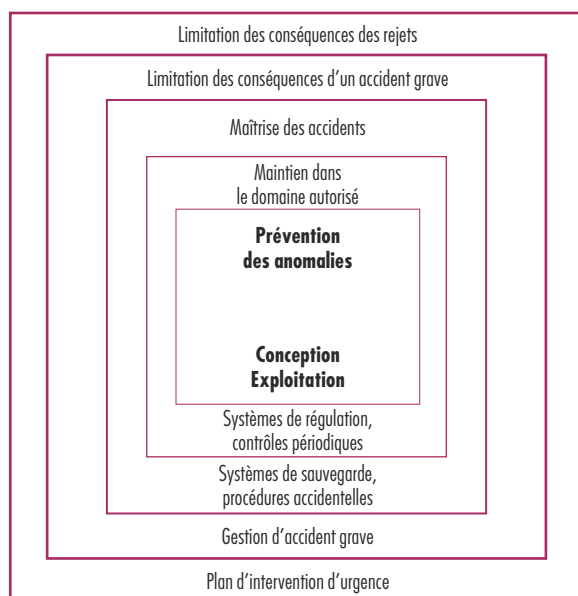 Limitation des conséquences des rejets
Limitation des conséquences d’un accident grave
Maîtrise des accidents
Maintien dans
le domaine autorisé
Prévention
des anomalies
Conception
Exploitation
Systèmes de régulation,
contrôles périodiques
Systèmes de sauvegarde,
procédures accidentelles
Gestion d’accident grave
Plan d’intervention d’urgence